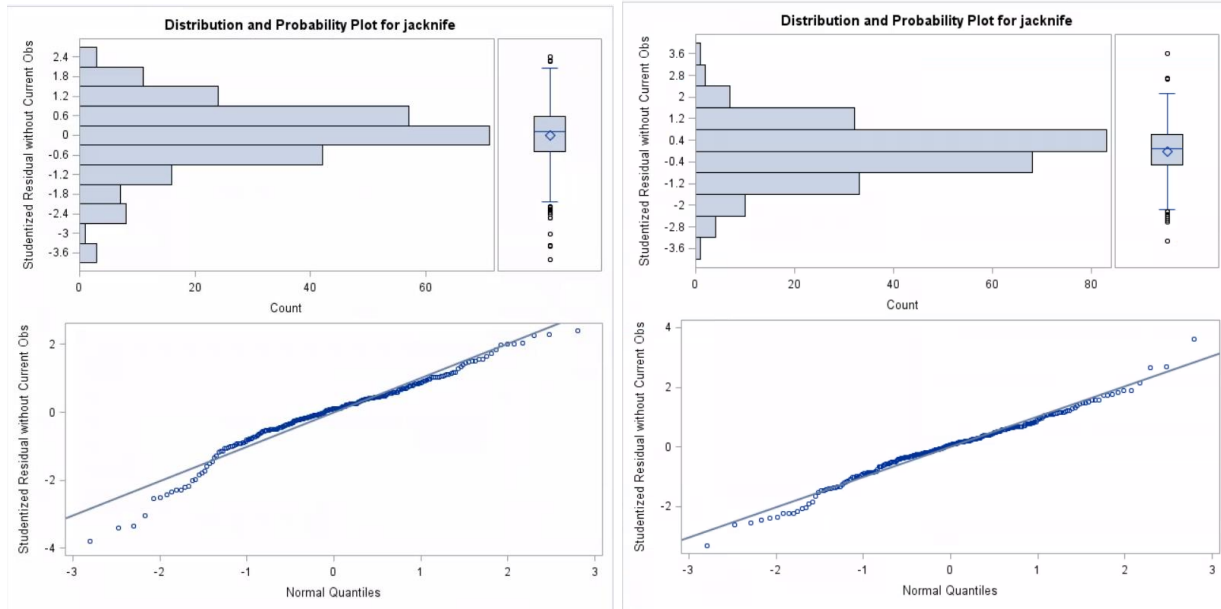 Distribution and Probability Plot for jacknife
Studentized Residual without Current Obs
2.4
1.8
1.2
0.6
0
-0.6
-1.2
-1.8
-2.4
-3
-3.6
0 20 40 60
Count
Studentized Residual without Current Obs
2
0
-2
-4
-3 -2 -1 0 1 2 3
Normal Quantiles
Distribution and Probability Plot for jacknife
Studentized Residual without Current Obs
3.6
2.8
2
1.2
0.4
-0.4
-1.2
-2
-2.8
-3.6
0 20 40 60 80
Count
Studentized Residual without Current Obs
4
2
0
-2
-3 -2 -1 0 1 2 3
Normal Quantiles